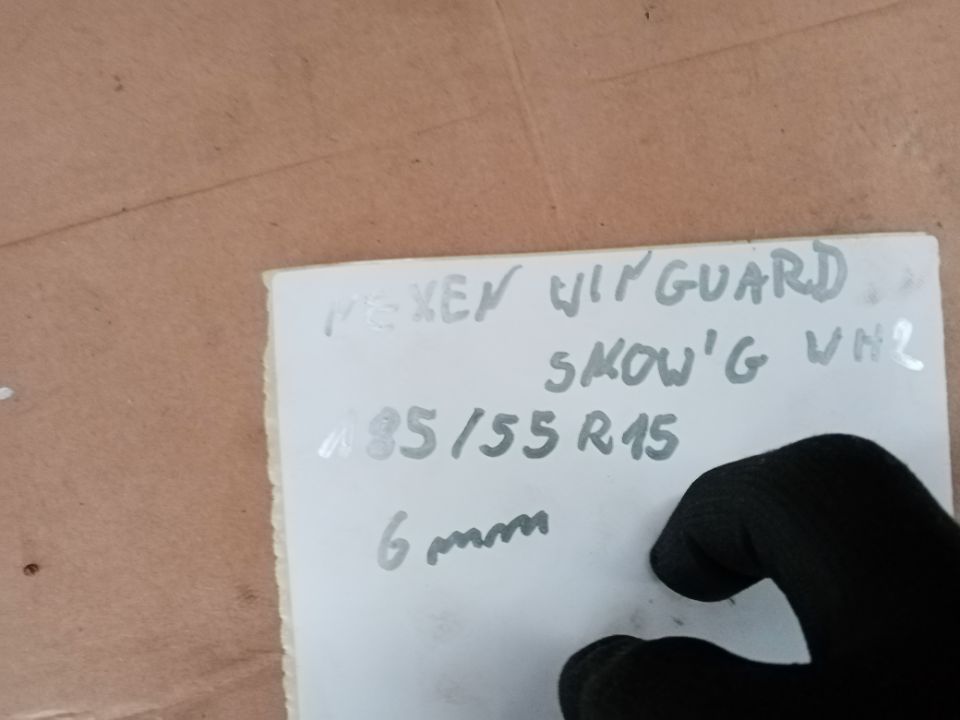 NEXEN WINGUARD
SNOW'G WH2
185/55 R15
6 mm